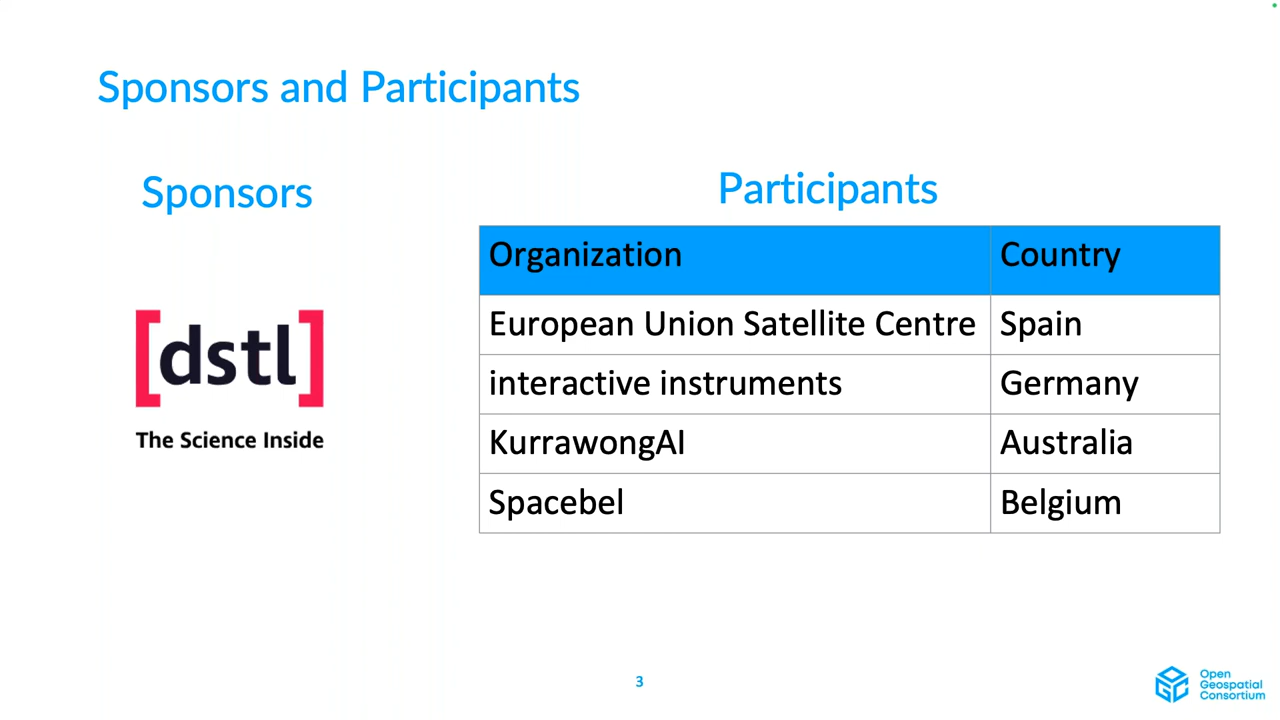 Sponsors and Participants
Sponsors
[dstl]
The Science Inside
Participants
Organization Country
European Union Satellite Centre Spain
interactive instruments Germany
KurrawongAI Australia
Spacebel Belgium
3
Open
Geospatial
Consortium